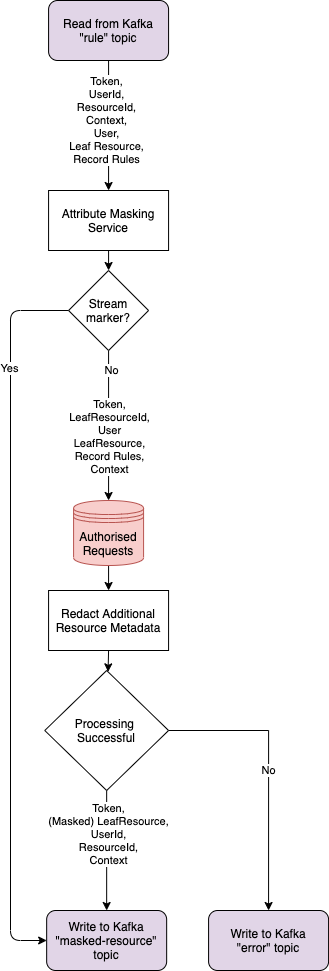 Read from Kafka
"rule" topic
Token,
UserId,
ResourceId,
Context,
User,
Leaf Resource,
Record Rules
Attribute Masking
Service
Stream
marker?
Yes
No
Token,
LeafResourceId,
User
LeafResource,
Record Rules,
Context
Authorised
Requests
Redact Additional
Resource Metadata
Processing
Successful
No
Token,
(Masked) LeafResource,
UserId,
ResourceId,
Context
Write to Kafka
"masked-resource"
topic
Write to Kafka
"error" topic